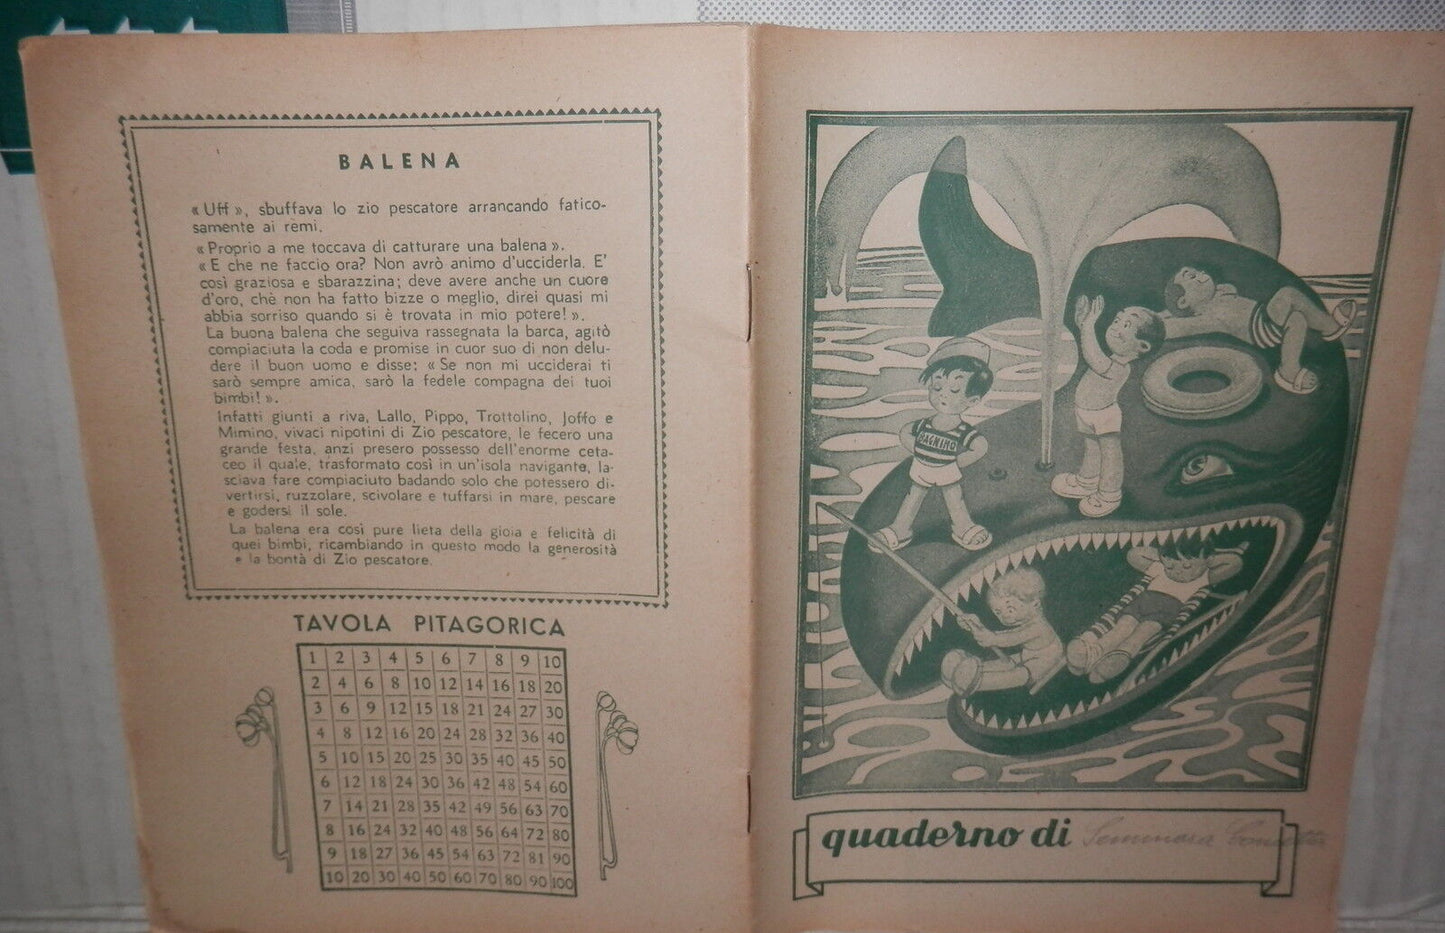 BALENA
« Uff », sbuffava lo zio pescatore arrancando fatico-
samente ai remi.
« Proprio a me toccava di catturare una balena ».
« E che ne faccio ora? Non avrò animo d'ucciderla. E'
così graziosa e sbarazzina; deve avere anche un cuore
d'oro, chè non ha fatto bizze o meglio, direi quasi mi
abbia sorriso quando si è trovata in mio potere! ».
La buona balena che seguiva rassegnata la barca, agitò
compiaciuta la coda e promise in cuor suo di non delu-
dere il buon uomo e disse: « Se non mi ucciderai ti
sarò sempre amica, sarò la fedele compagna dei tuoi
bimbi! ».
Infatti giunti a riva, Lallo, Pippo, Trottolino, Joffo e
Mimino, vivaci nipotini di Zio pescatore, le fecero una
grande festa, anzi presero possesso dell'enorme ceta-
ceo il quale, trasformato così in un'isola navigante, la-
sciava fare compiaciuto badando solo che potessero di-
vertirsi, ruzzolare, scivolare e tuffarsi in mare, pescare
e godersi il sole.
La balena era così pure lieta della gioia e felicità di
quei bimbi, ricambiando in questo modo la generosità
e la bontà di Zio pescatore.
TAVOLA PITAGORICA
1 2 3 4 5 6 7 8 9 10
2 4 6 8 10 12 14 16 18 20
3 6 9 12 15 18 21 24 27 30
4 8 12 16 20 24 28 32 36 40
5 10 15 20 25 30 35 40 45 50
6 12 18 24 30 36 42 48 54 60
7 14 21 28 35 42 49 56 63 70
8 16 24 32 40 48 56 64 72 80
9 18 27 36 45 54 63 72 81 90
10 20 30 40 50 60 70 80 90 100
BAGNINO
quaderno di